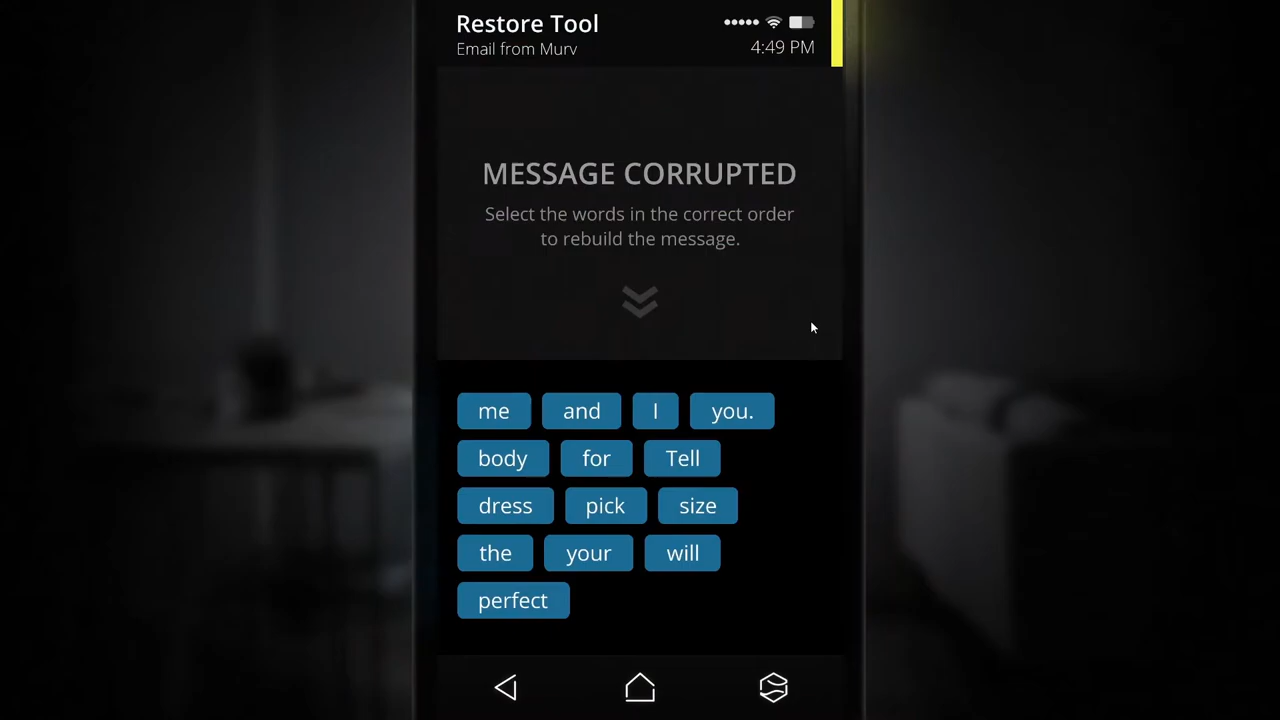 Restore Tool
Email from Murv
4:49 PM
MESSAGE CORRUPTED
Select the words in the correct order
to rebuild the message.
me and I you.
body for Tell
dress pick size
the your will
perfect